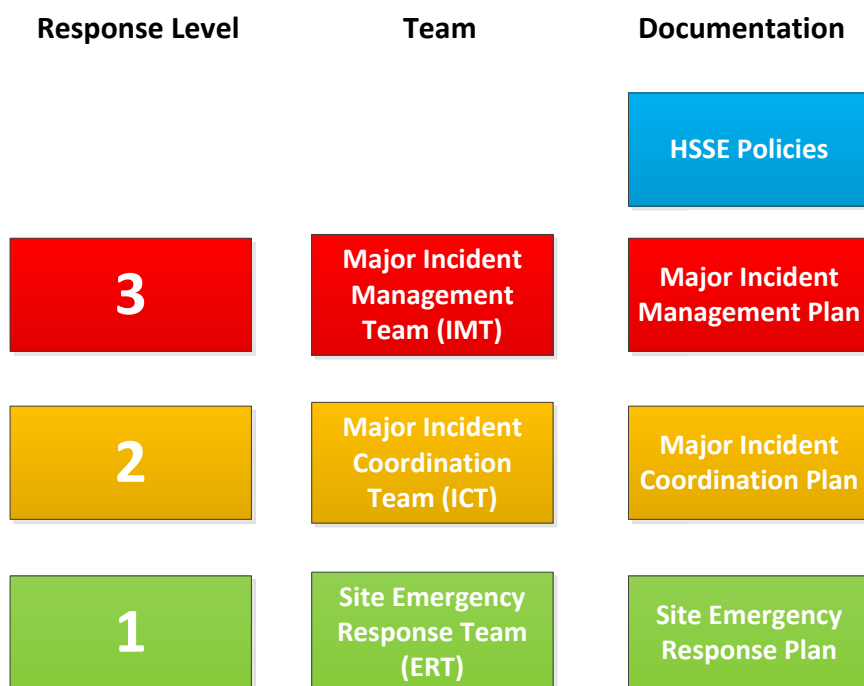 Response Level
Team
Documentation
HSSE Policies
3
Major Incident
Management
Team (IMT)
Major Incident
Management Plan
2
Major Incident
Coordination
Team (ICT)
Major Incident
Coordination Plan
1
Site Emergency
Response Team
(ERT)
Site Emergency
Response Plan